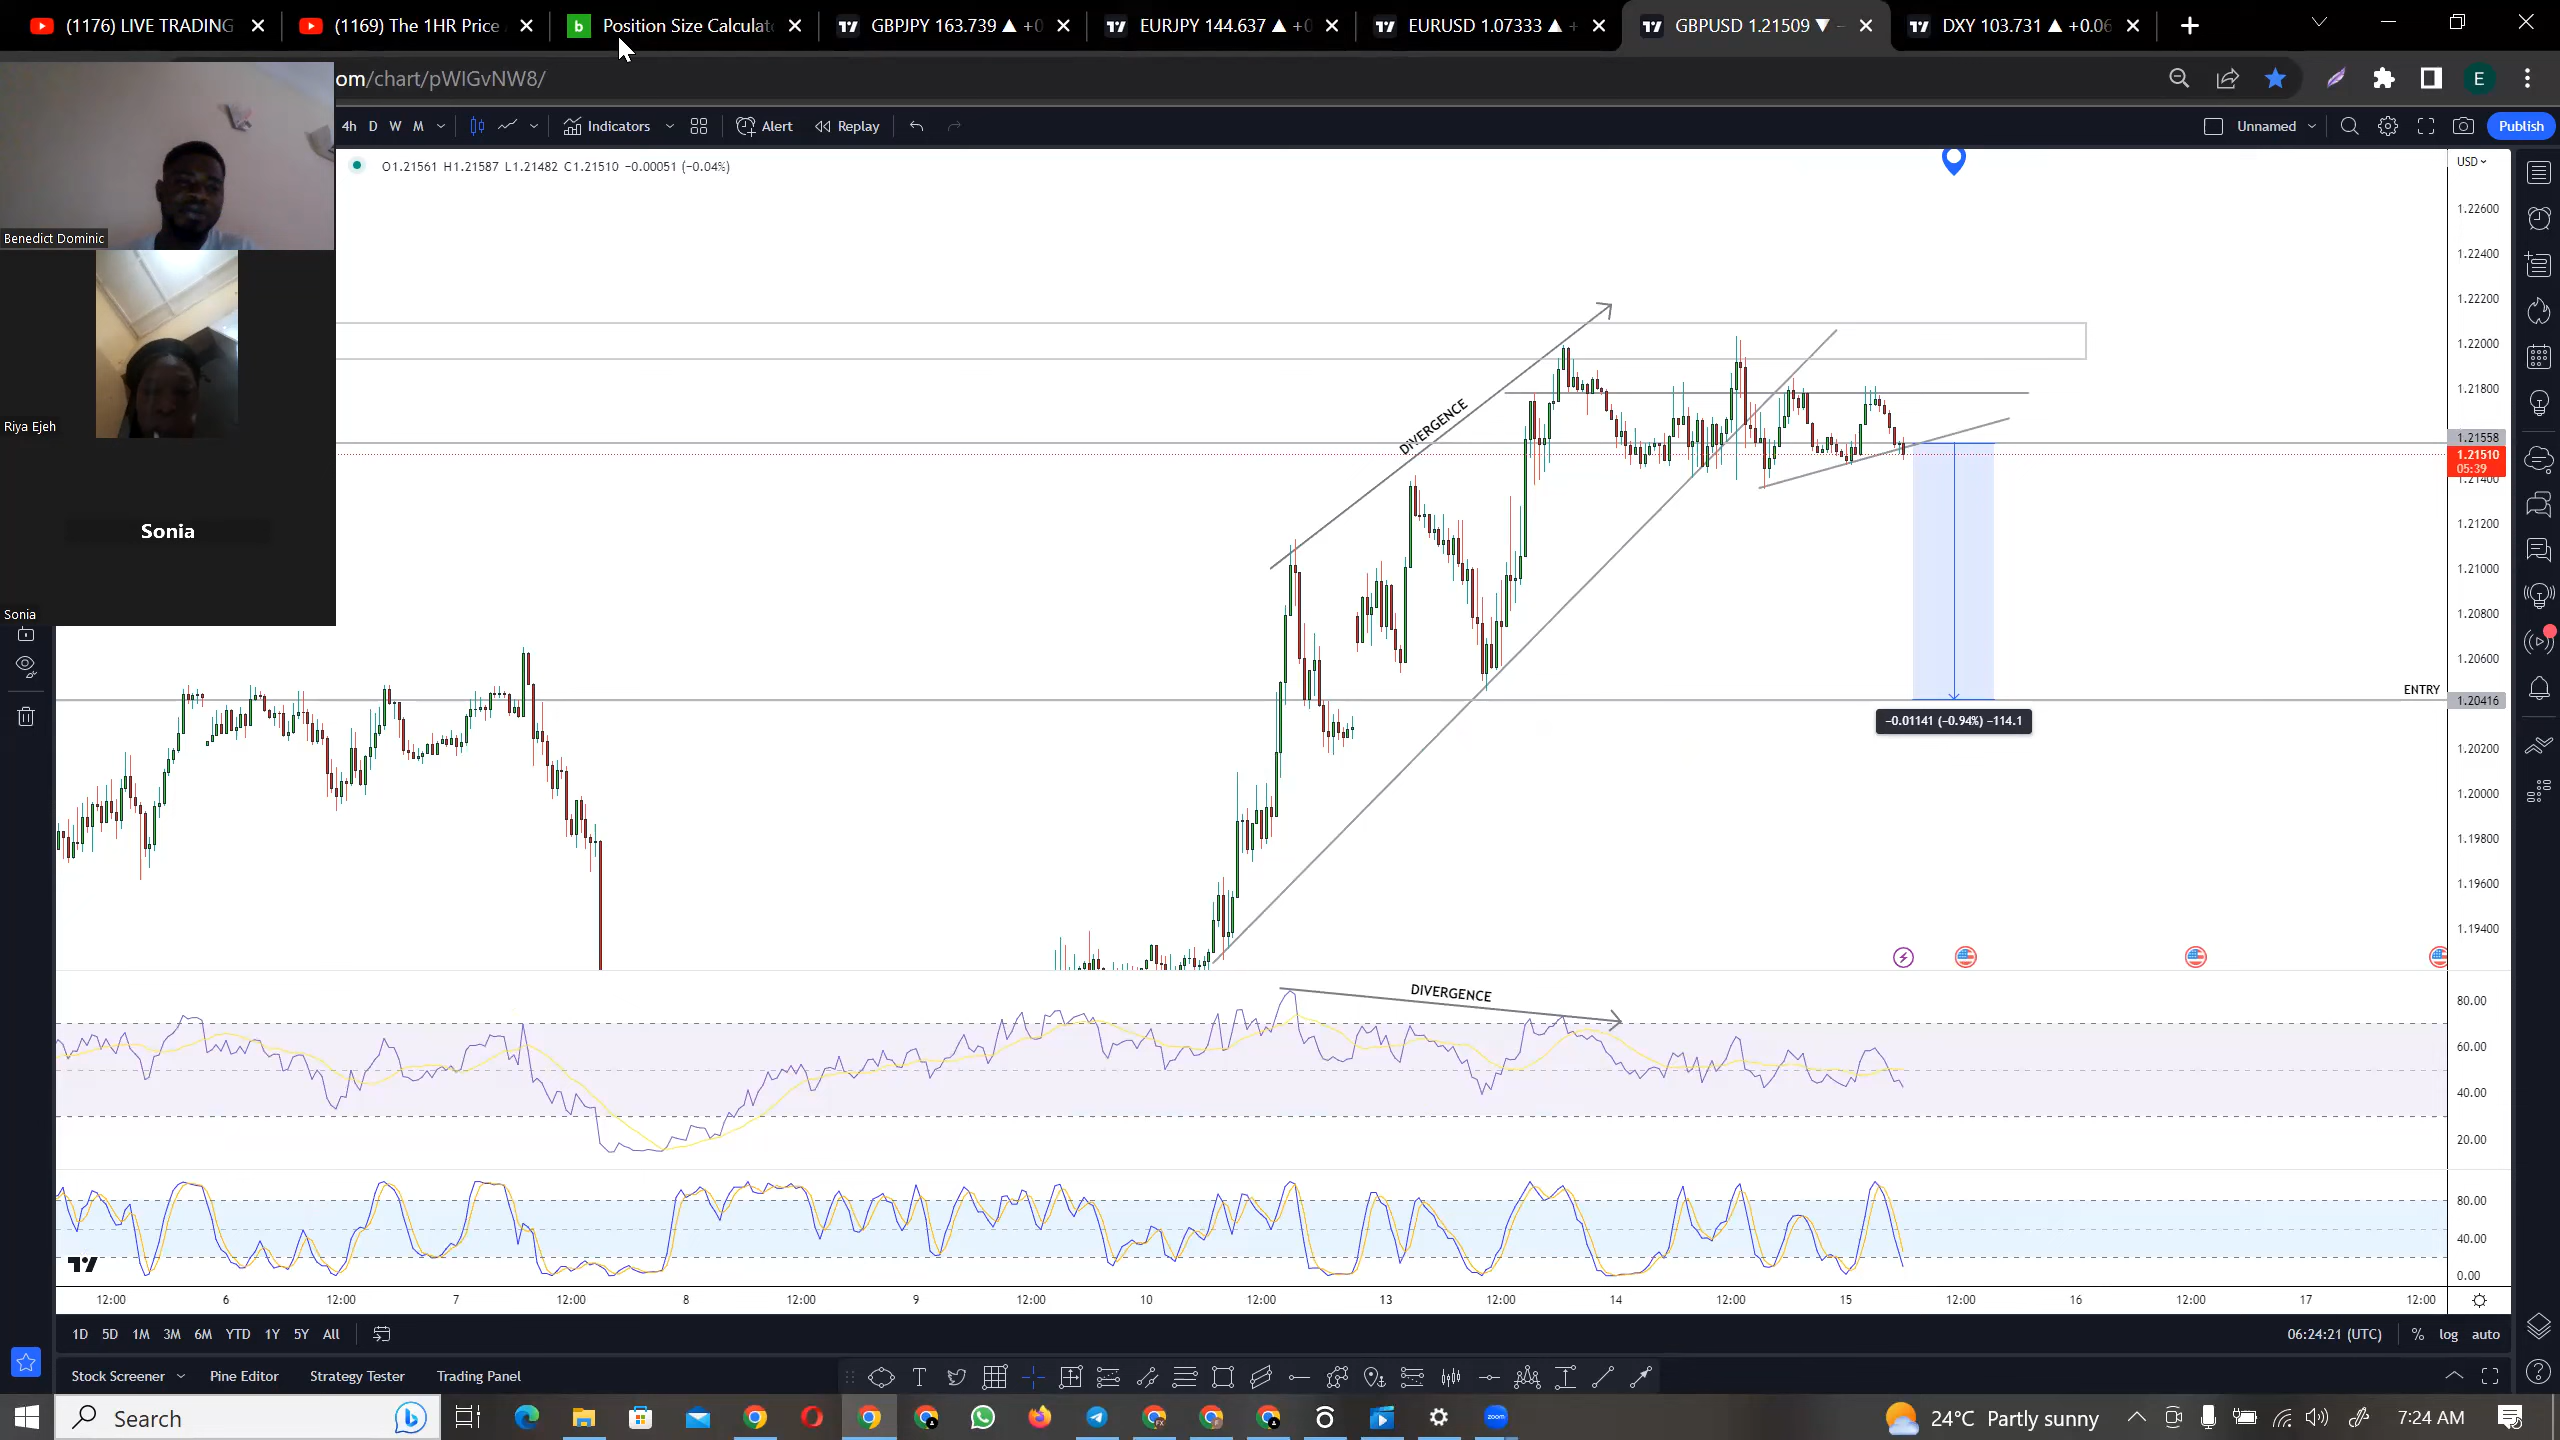 (1176) LIVE TRADING
(1169) The 1HR Price
b Position Size Calculat
GBPJPY 163.739 ▲ +0
EURJPY 144.637 ▲ +0
EURUSD 1.07333 ▲ +
GBPUSD 1.21509 ▼ −
DXY 103.731 ▲ +0.06
om/chart/pWIGvNW8/
E
4h D W M
Indicators
Alert
Replay
Unnamed
Publish
O1.21561 H1.21587 L1.21482 C1.21510 −0.00051 (−0.04%)
USD
Benedict Dominic
Riya Ejeh
Sonia
Sonia
1.22600
1.22400
1.22200
1.22000
1.21800
1.21558
1.21510
05:39
1.21400
1.21200
1.21000
1.20800
1.20600
1.20416
1.20200
1.20000
1.19800
1.19600
1.19400
DIVERGENCE
ENTRY
−0.01141 (−0.94%) −114.1
DIVERGENCE
80.00
60.00
40.00
20.00
80.00
40.00
0.00
12:00 6 12:00 7 12:00 8 12:00 9 12:00 10 12:00 13 12:00 14 12:00 15 12:00 16 12:00 17 12:00
1D 5D 1M 3M 6M YTD 1Y 5Y All
06:24:21 (UTC) % log auto
Stock Screener Pine Editor Strategy Tester Trading Panel
Search
zoom
24°C Partly sunny
7:24 AM